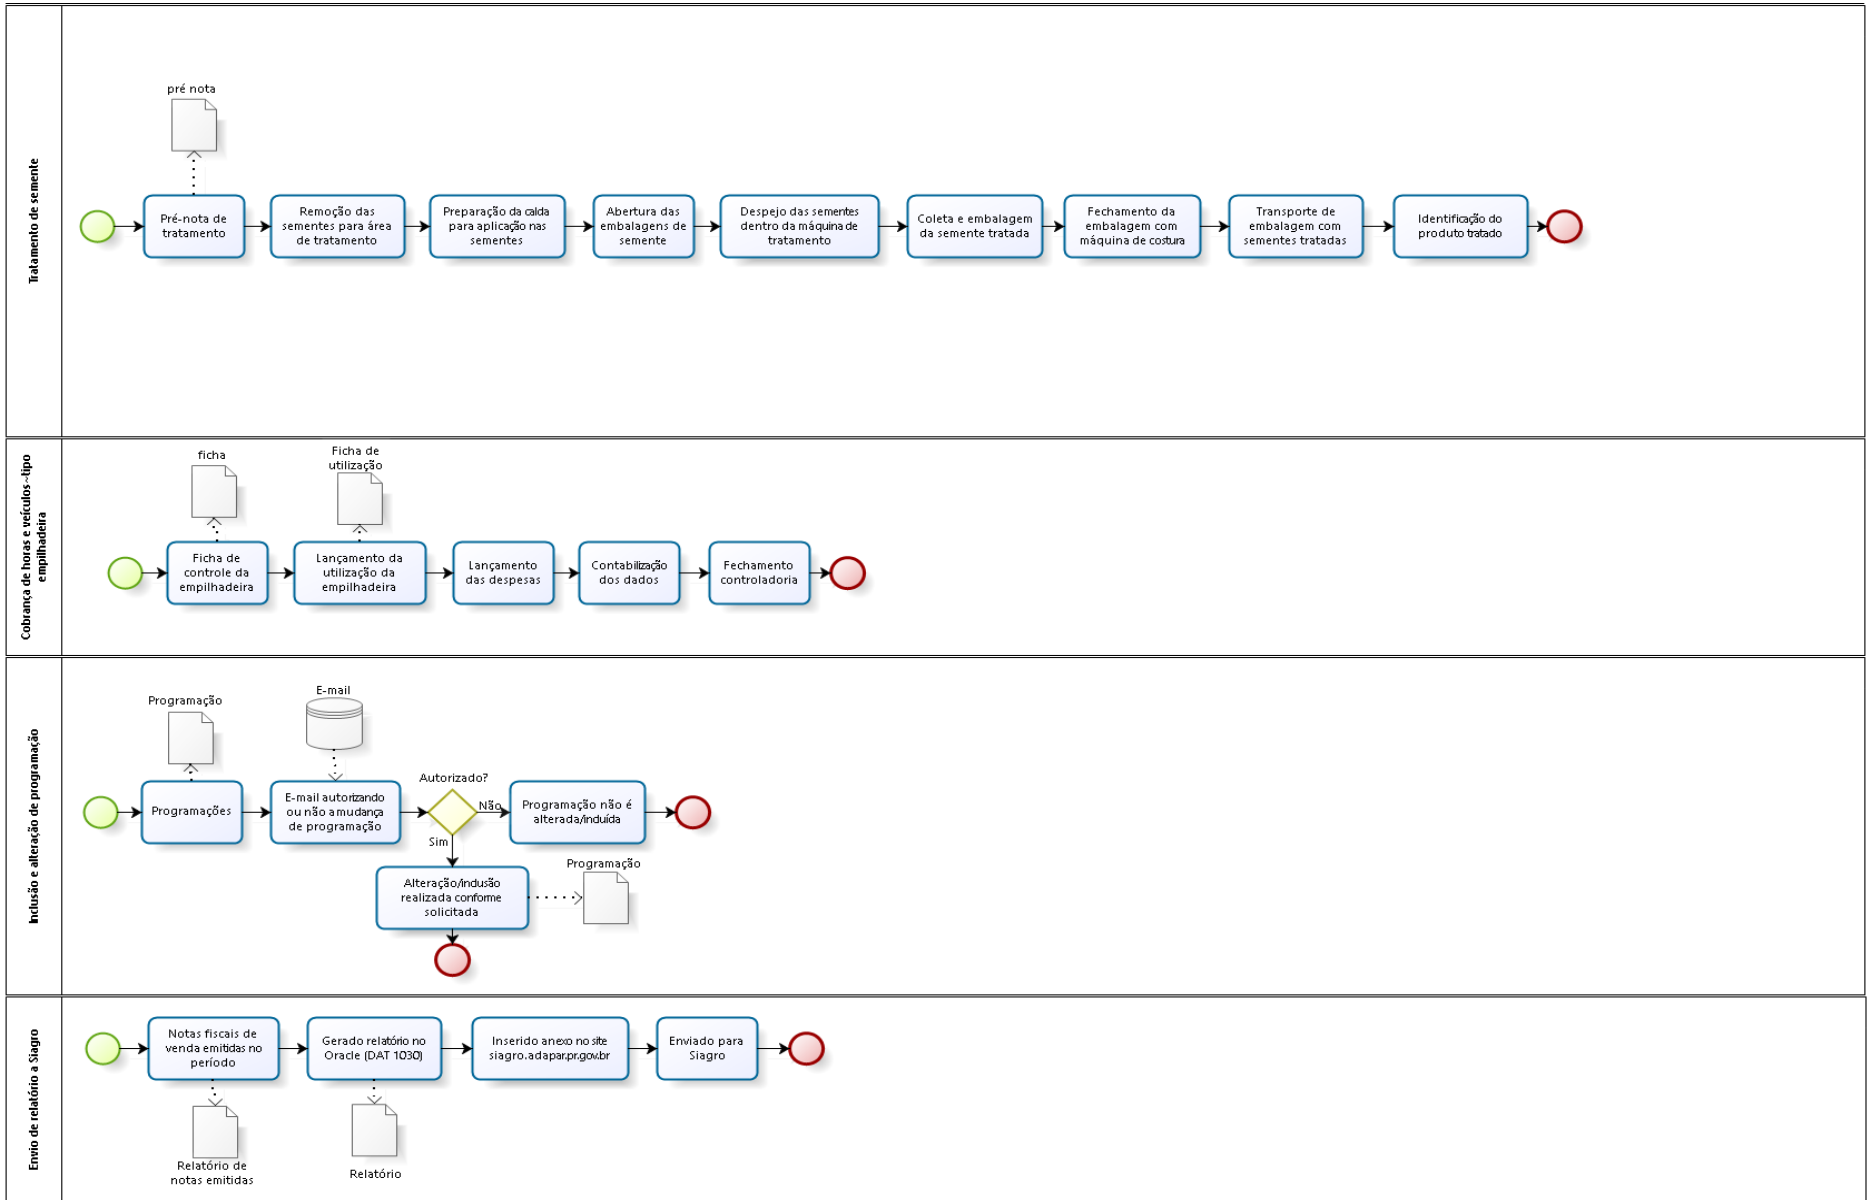 Tratamento de semente
pré nota
Pré-nota de
tratamento
Remoção das
sementes para área
de tratamento
Preparação da calda
para aplicação nas
sementes
Abertura das
embalagens de
semente
Despejo das sementes
dentro da máquina de
tratamento
Coleta e embalagem
da semente tratada
Fechamento da
embalagem com
máquina de costura
Transporte de
embalagem com
sementes tratadas
Identificação do
produto tratado
Cobrança de horas e veículos ~tipo
empilhadeira
ficha
Ficha de
utilização
Ficha de
controle da
empilhadeira
Lançamento da
utilização da
empilhadeira
Lançamento
das despesas
Contabilização
dos dados
Fechamento
controladoria
Inclusão e alteração de programação
Programação
E-mail
Programações
E-mail autorizando
ou não a mudança
de programação
Autorizado?
Não
Sim
Programação não é
alterada/incluída
Alteração/inclusão
realizada conforme
solicitada
Programação
Envio de relatório a Siagro
Notas fiscais de
venda emitidas no
período
Gerado relatório no
Oracle (DAT 1030)
Inserido anexo no site
siagro.adapar.pr.gov.br
Enviado para
Siagro
Relatório de
notas emitidas
Relatório